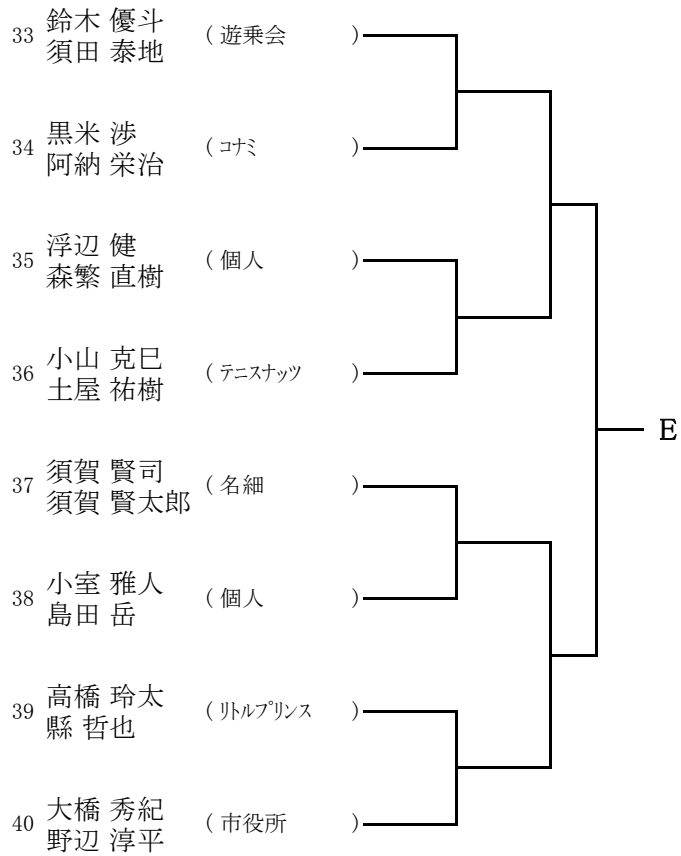 33 鈴木 優斗 ( 遊乗会 )
須田 泰地
34 黒米 渉 ( コナミ )
阿納 栄治
35 浮辺 健 ( 個人 )
森繁 直樹
36 小山 克巳 ( テニスナッツ )
土屋 祐樹
E
37 須賀 賢司 ( 名細 )
須賀 賢太郎
38 小室 雅人 ( 個人 )
島田 岳
39 高橋 玲太 ( リトルプリンス )
縣 哲也
40 大橋 秀紀 ( 市役所 )
野辺 淳平